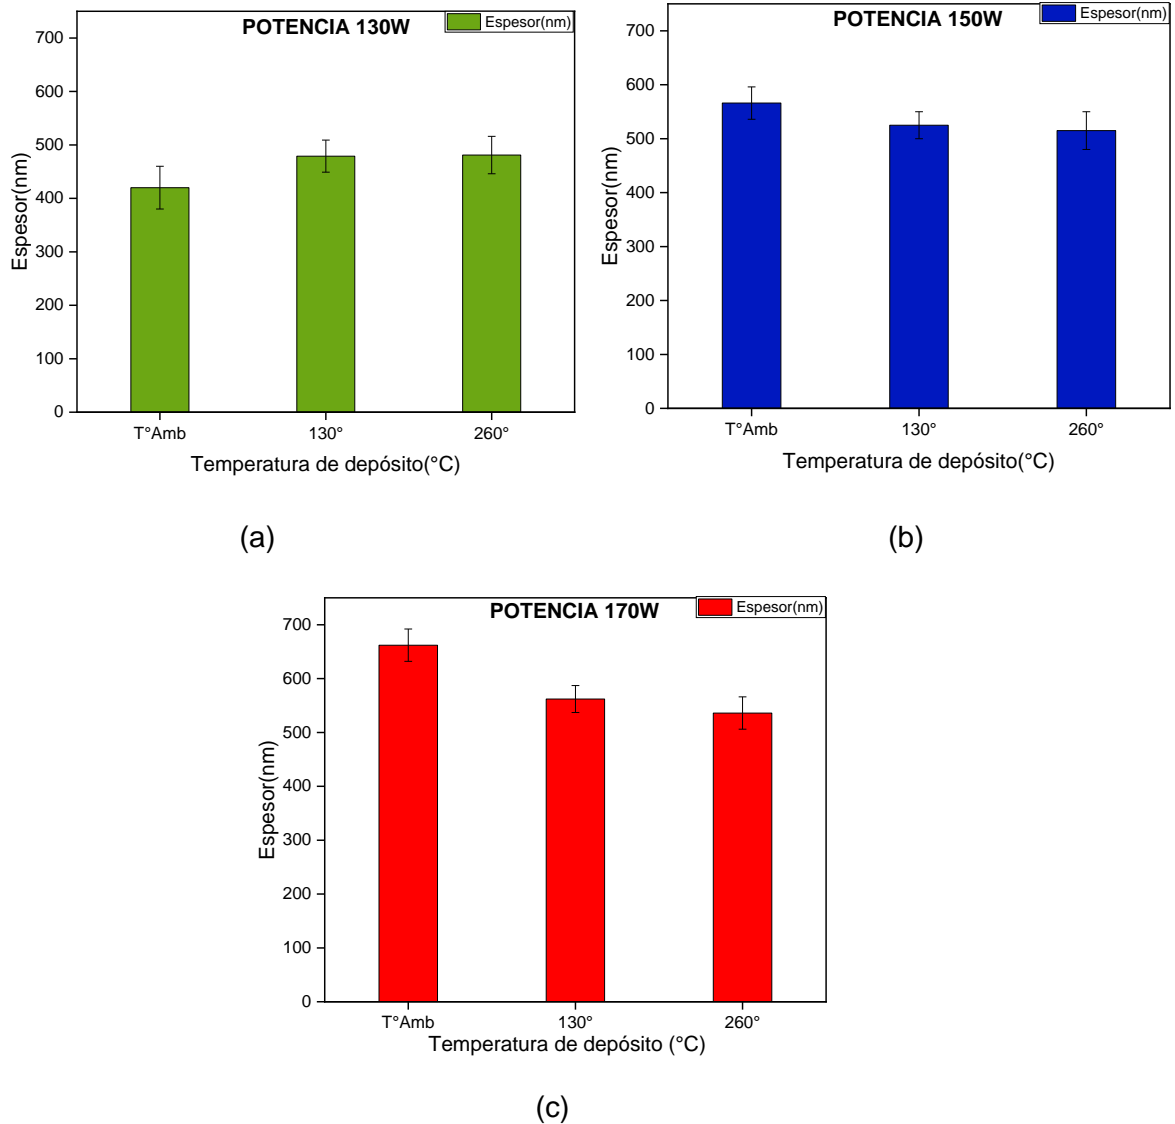 POTENCIA 130W
Espesor(nm)
700
600
500
400
300
200
100
0
Espesor(nm)
T°Amb 130° 260°
Temperatura de depósito(°C)
(a)
POTENCIA 150W
Espesor(nm)
700
600
500
400
300
200
100
0
Espesor(nm)
T°Amb 130° 260°
Temperatura de depósito(°C)
(b)
POTENCIA 170W
Espesor(nm)
700
600
500
400
300
200
100
0
Espesor(nm)
T°Amb 130° 260°
Temperatura de depósito (°C)
(c)